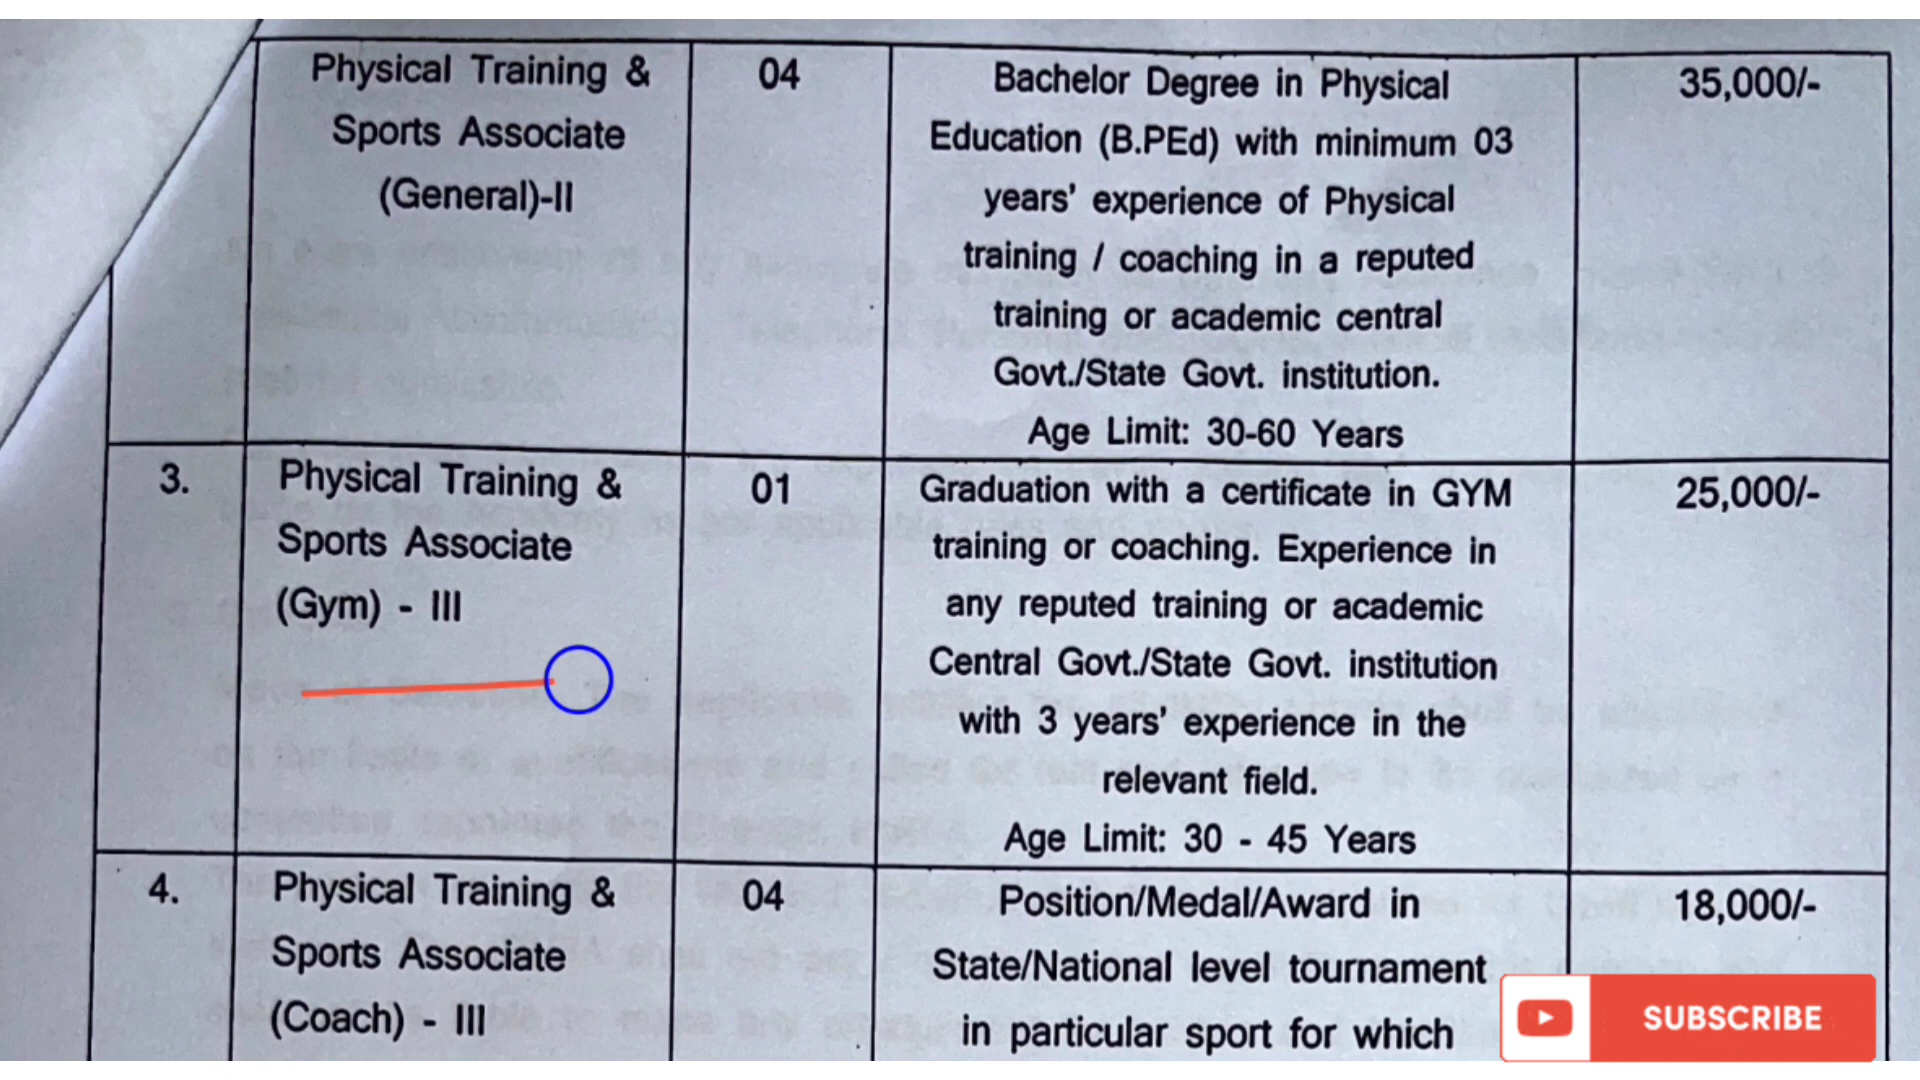 Physical Training &
Sports Associate
(General)-II
04
Bachelor Degree in Physical
Education (B.PEd) with minimum 03
years' experience of Physical
training / coaching in a reputed
training or academic central
Govt./State Govt. institution.
Age Limit: 30-60 Years
35,000/-
3.
Physical Training &
Sports Associate
(Gym) - III
01
Graduation with a certificate in GYM
training or coaching. Experience in
any reputed training or academic
Central Govt./State Govt. institution
with 3 years' experience in the
relevant field.
Age Limit: 30 - 45 Years
25,000/-
4.
Physical Training &
Sports Associate
(Coach) - III
04
Position/Medal/Award in
State/National level tournament
in particular sport for which
18,000/-
SUBSCRIBE